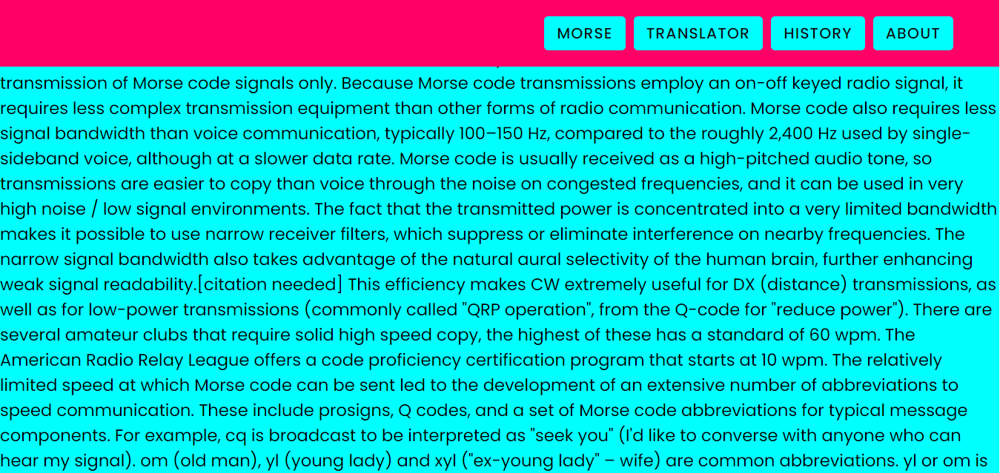 MORSE TRANSLATOR HISTORY ABOUT
transmission of Morse code signals only. Because Morse code transmissions employ an on-off keyed radio signal, it
requires less complex transmission equipment than other forms of radio communication. Morse code also requires less
signal bandwidth than voice communication, typically 100–150 Hz, compared to the roughly 2,400 Hz used by single-
sideband voice, although at a slower data rate. Morse code is usually received as a high-pitched audio tone, so
transmissions are easier to copy than voice through the noise on congested frequencies, and it can be used in very
high noise / low signal environments. The fact that the transmitted power is concentrated into a very limited bandwidth
makes it possible to use narrow receiver filters, which suppress or eliminate interference on nearby frequencies. The
narrow signal bandwidth also takes advantage of the natural aural selectivity of the human brain, further enhancing
weak signal readability.[citation needed] This efficiency makes CW extremely useful for DX (distance) transmissions, as
well as for low-power transmissions (commonly called "QRP operation", from the Q-code for "reduce power"). There are
several amateur clubs that require solid high speed copy, the highest of these has a standard of 60 wpm. The
American Radio Relay League offers a code proficiency certification program that starts at 10 wpm. The relatively
limited speed at which Morse code can be sent led to the development of an extensive number of abbreviations to
speed communication. These include prosigns, Q codes, and a set of Morse code abbreviations for typical message
components. For example, cq is broadcast to be interpreted as "seek you" (I'd like to converse with anyone who can
hear my signal). om (old man), yl (young lady) and xyl ("ex-young lady" – wife) are common abbreviations. yl or om is